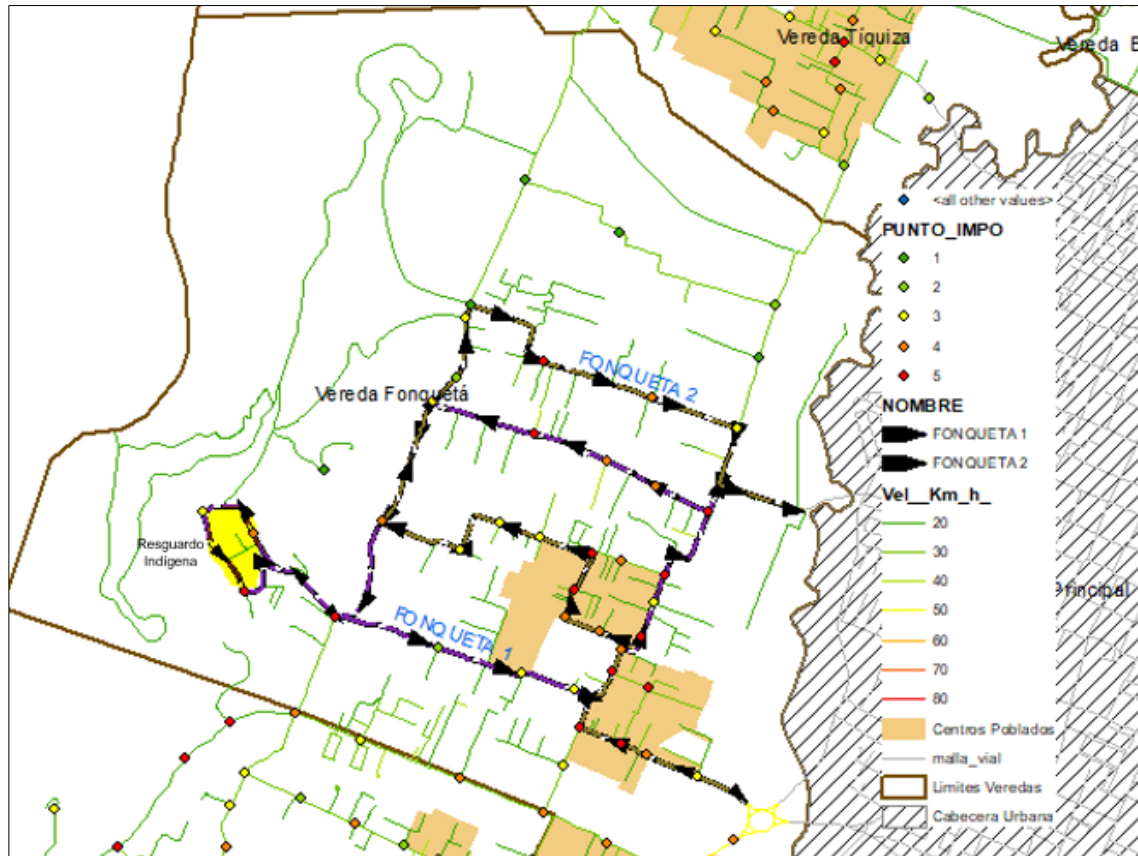 Vereda Tíquiza
Vereda E
<all other values>
PUNTO_IMPO
1
2
3
4
5
NOMBRE
FONQUETA 1
FONQUETA 2
Vel__Km_h_
20
30
40
50
60
70
80
Centros Poblados
malla_vial
Limites Veredas
Cabecera Urbana
FONQUETA 2
Vereda Fonquetá
Resguardo
Indígena
FONQUETA 1
Principal